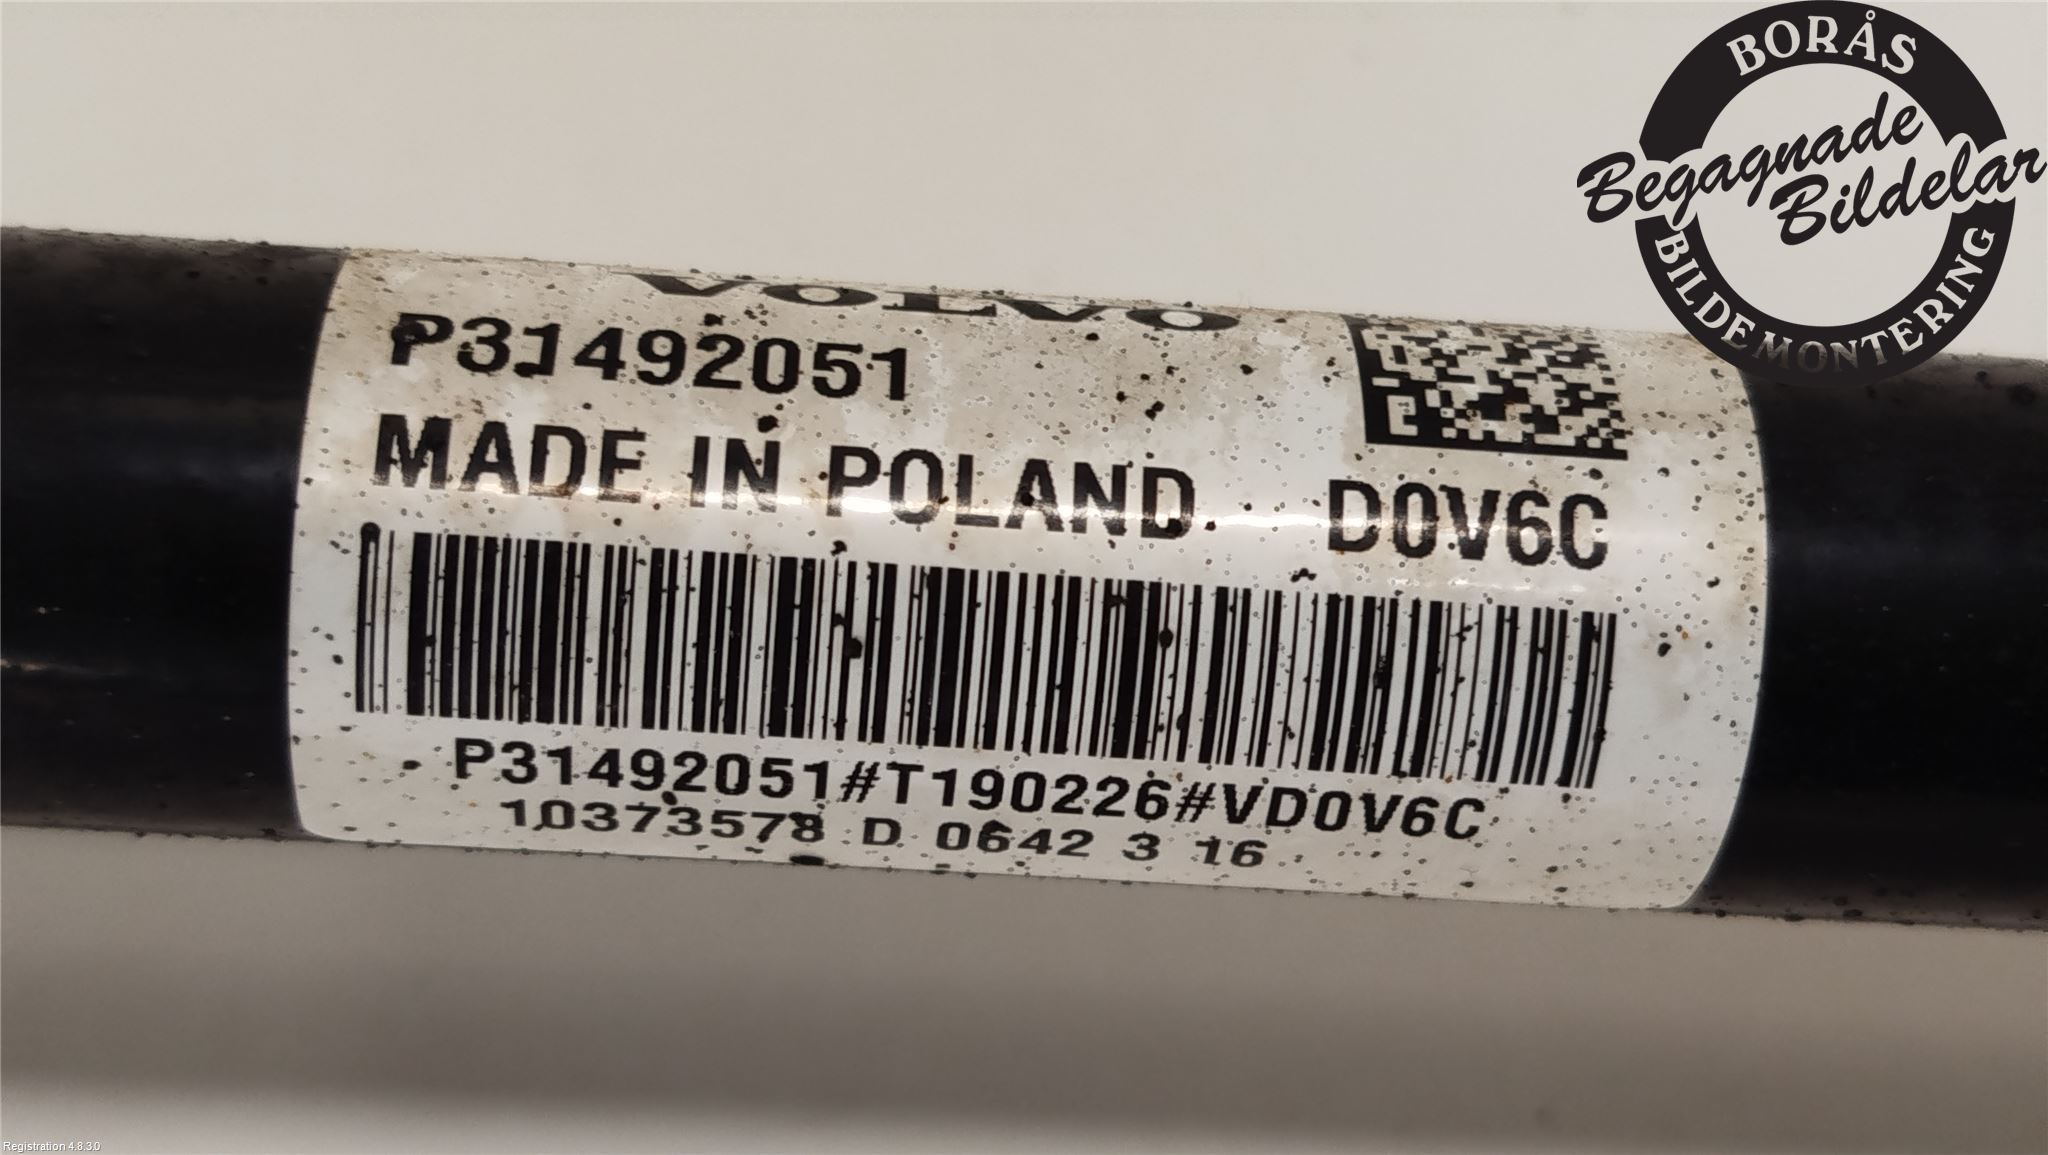 BORÅS
Begagnade
Bildelar
BILDEMONTERING
VOLVO
P31492051
MADE IN POLAND D0V6C
P31492051#T190226#VD0V6C
10373578 D 0642 3 16
Registration 4.8.3.0